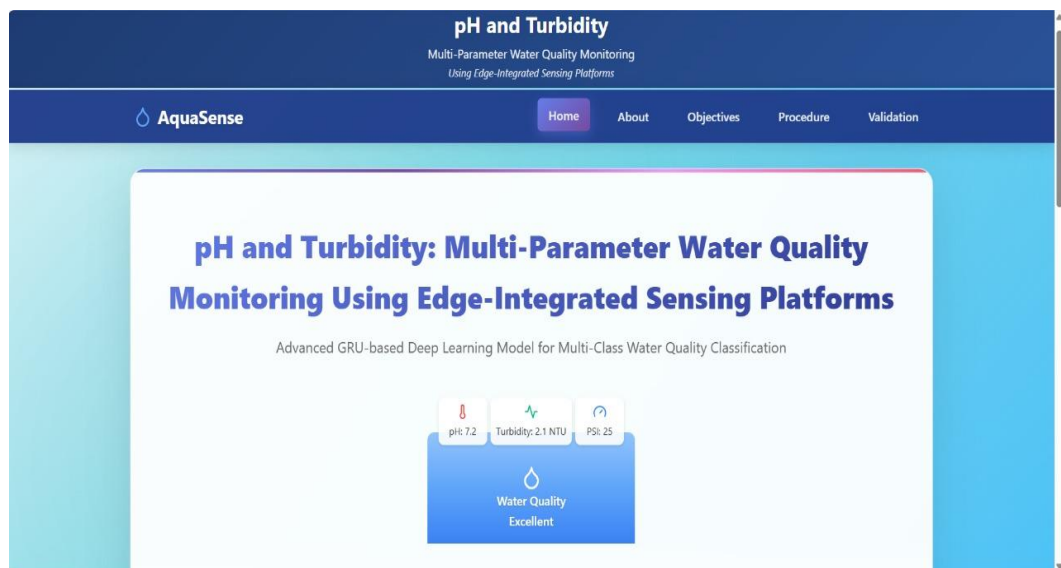 pH and Turbidity
Multi-Parameter Water Quality Monitoring
Using Edge-Integrated Sensing Platforms
AquaSense
Home About Objectives Procedure Validation
pH and Turbidity: Multi-Parameter Water Quality
Monitoring Using Edge-Integrated Sensing Platforms
Advanced GRU-based Deep Learning Model for Multi-Class Water Quality Classification
pH: 7.2 Turbidity: 2.1 NTU PSI: 25
Water Quality
Excellent